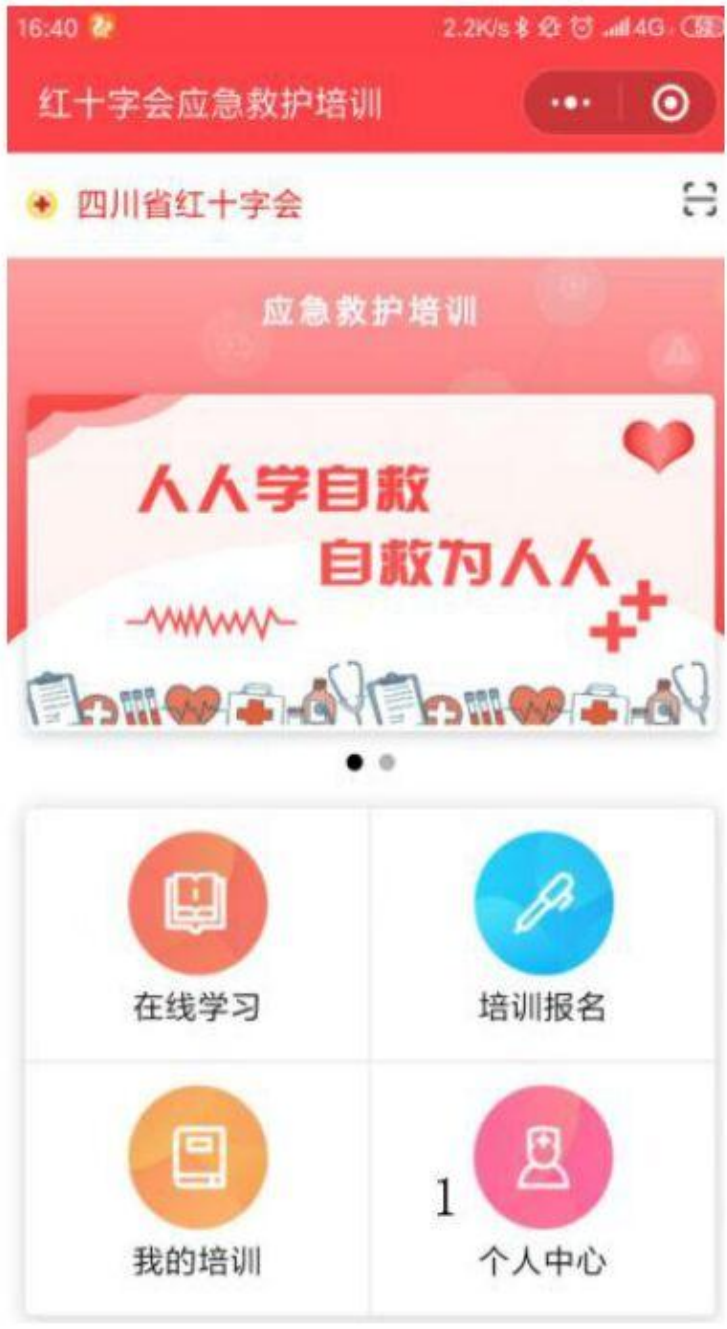 16:40 2.2K/s 4G
红十字会应急救护培训
四川省红十字会
应急救护培训
人人学自救
自救为人人
在线学习 培训报名
1
我的培训 个人中心